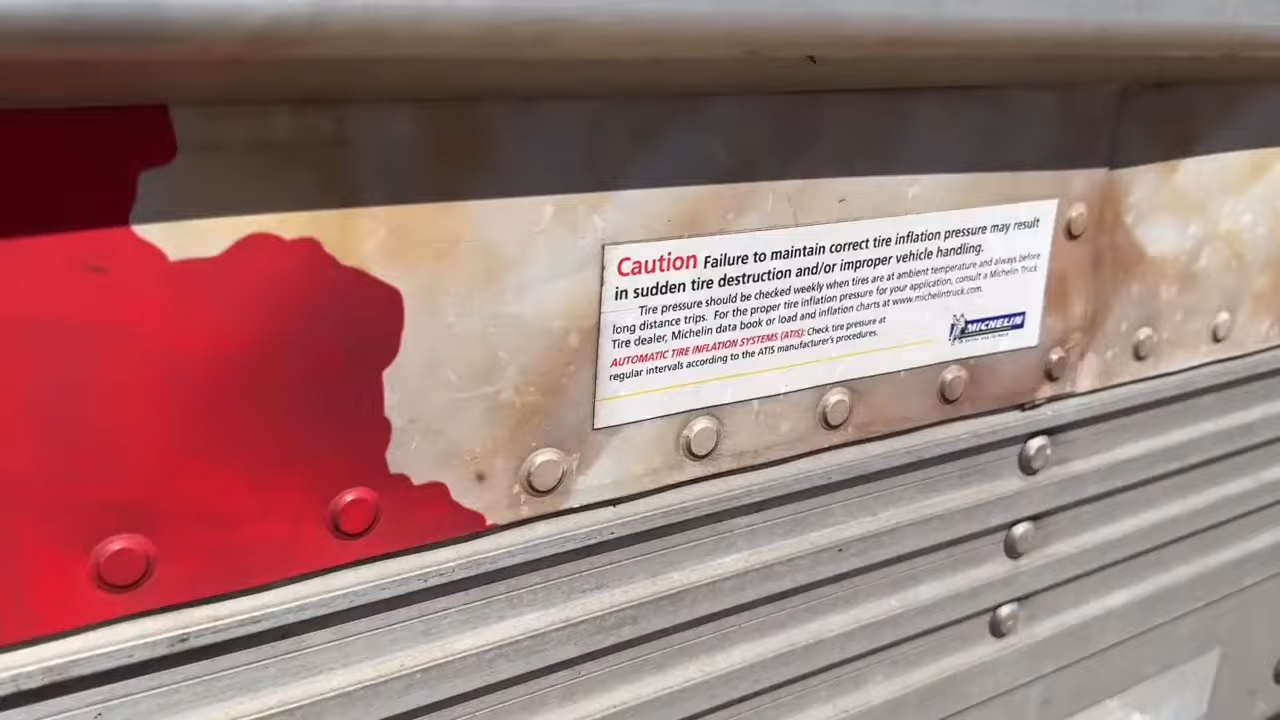 Caution Failure to maintain correct tire inflation pressure may result
in sudden tire destruction and/or improper vehicle handling.
Tire pressure should be checked weekly when tires are at ambient temperature and always before
long distance trips. For the proper tire inflation pressure for your application, consult a Michelin Truck
Tire dealer, Michelin data book or load and inflation charts at www.michelintruck.com.
AUTOMATIC TIRE INFLATION SYSTEMS (ATIS): Check tire pressure at
regular intervals according to the ATIS manufacturer's procedures.
MICHELIN